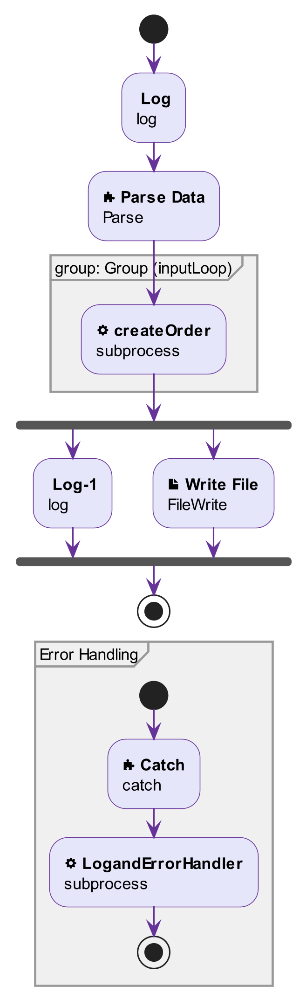 Log
log
Parse Data
Parse
group: Group (inputLoop)
createOrder
subprocess
Log-1
log
Write File
FileWrite
Error Handling
Catch
catch
LogandErrorHandler
subprocess